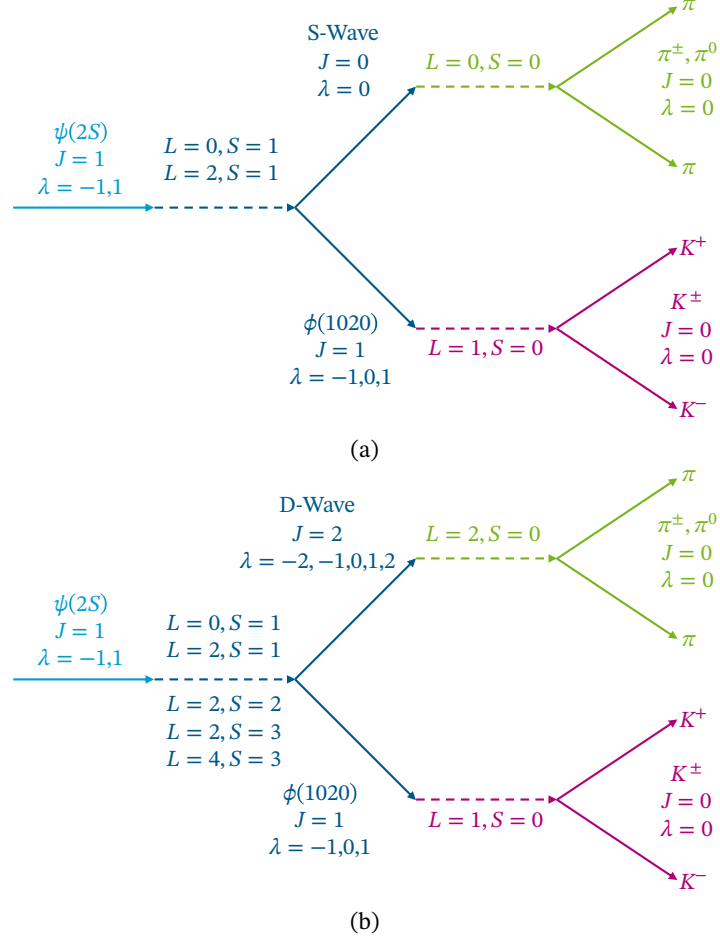 π
S-Wave
J = 0
λ = 0
L = 0, S = 0
π±, π0
J = 0
λ = 0
ψ(2S)
J = 1
λ = −1,1
L = 0, S = 1
L = 2, S = 1
π
K+
ϕ(1020)
J = 1
λ = −1,0,1
L = 1, S = 0
K±
J = 0
λ = 0
K−
(a)
π
D-Wave
J = 2
λ = −2, −1,0,1,2
L = 2, S = 0
π±, π0
J = 0
λ = 0
ψ(2S)
J = 1
λ = −1,1
L = 0, S = 1
L = 2, S = 1
L = 2, S = 2
L = 2, S = 3
L = 4, S = 3
π
K+
ϕ(1020)
J = 1
λ = −1,0,1
L = 1, S = 0
K±
J = 0
λ = 0
K−
(b)